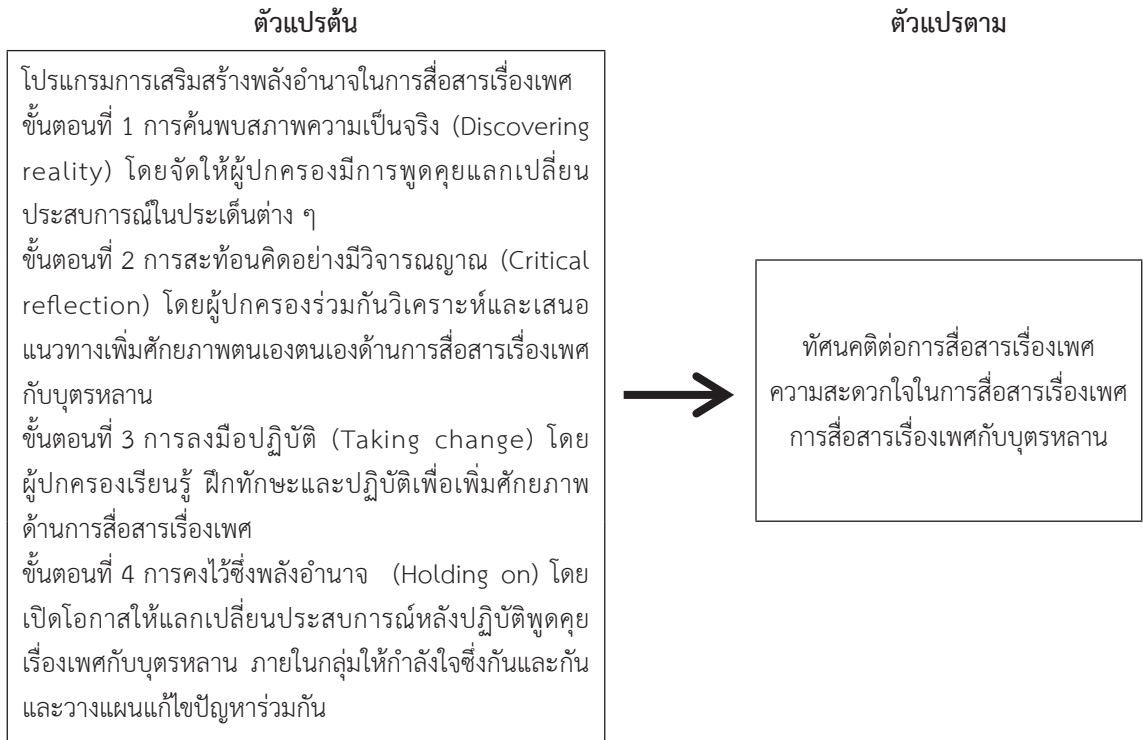 ตัวแปรต้น
ตัวแปรตาม
โปรแกรมการเสริมสร้างพลังอำนาจในการสื่อสารเรื่องเพศ
ขั้นตอนที่ 1 การค้นพบสภาพความเป็นจริง (Discovering
reality) โดยจัดให้ผู้ปกครองมีการพูดคุยแลกเปลี่ยน
ประสบการณ์ในประเด็นต่าง ๆ
ขั้นตอนที่ 2 การสะท้อนคิดอย่างมีวิจารณญาณ (Critical
reflection) โดยผู้ปกครองร่วมกันวิเคราะห์และเสนอ
แนวทางเพิ่มศักยภาพตนเองตนเองด้านการสื่อสารเรื่องเพศ
กับบุตรหลาน
ขั้นตอนที่ 3 การลงมือปฏิบัติ (Taking change) โดย
ผู้ปกครองเรียนรู้ ฝึกทักษะและปฏิบัติเพื่อเพิ่มศักยภาพ
ด้านการสื่อสารเรื่องเพศ
ขั้นตอนที่ 4 การคงไว้ซึ่งพลังอำนาจ (Holding on) โดย
เปิดโอกาสให้แลกเปลี่ยนประสบการณ์หลังปฏิบัติพูดคุย
เรื่องเพศกับบุตรหลาน ภายในกลุ่มให้กำลังใจซึ่งกันและกัน
และวางแผนแก้ไขปัญหาร่วมกัน
ทัศนคติต่อการสื่อสารเรื่องเพศ
ความสะดวกใจในการสื่อสารเรื่องเพศ
การสื่อสารเรื่องเพศกับบุตรหลาน